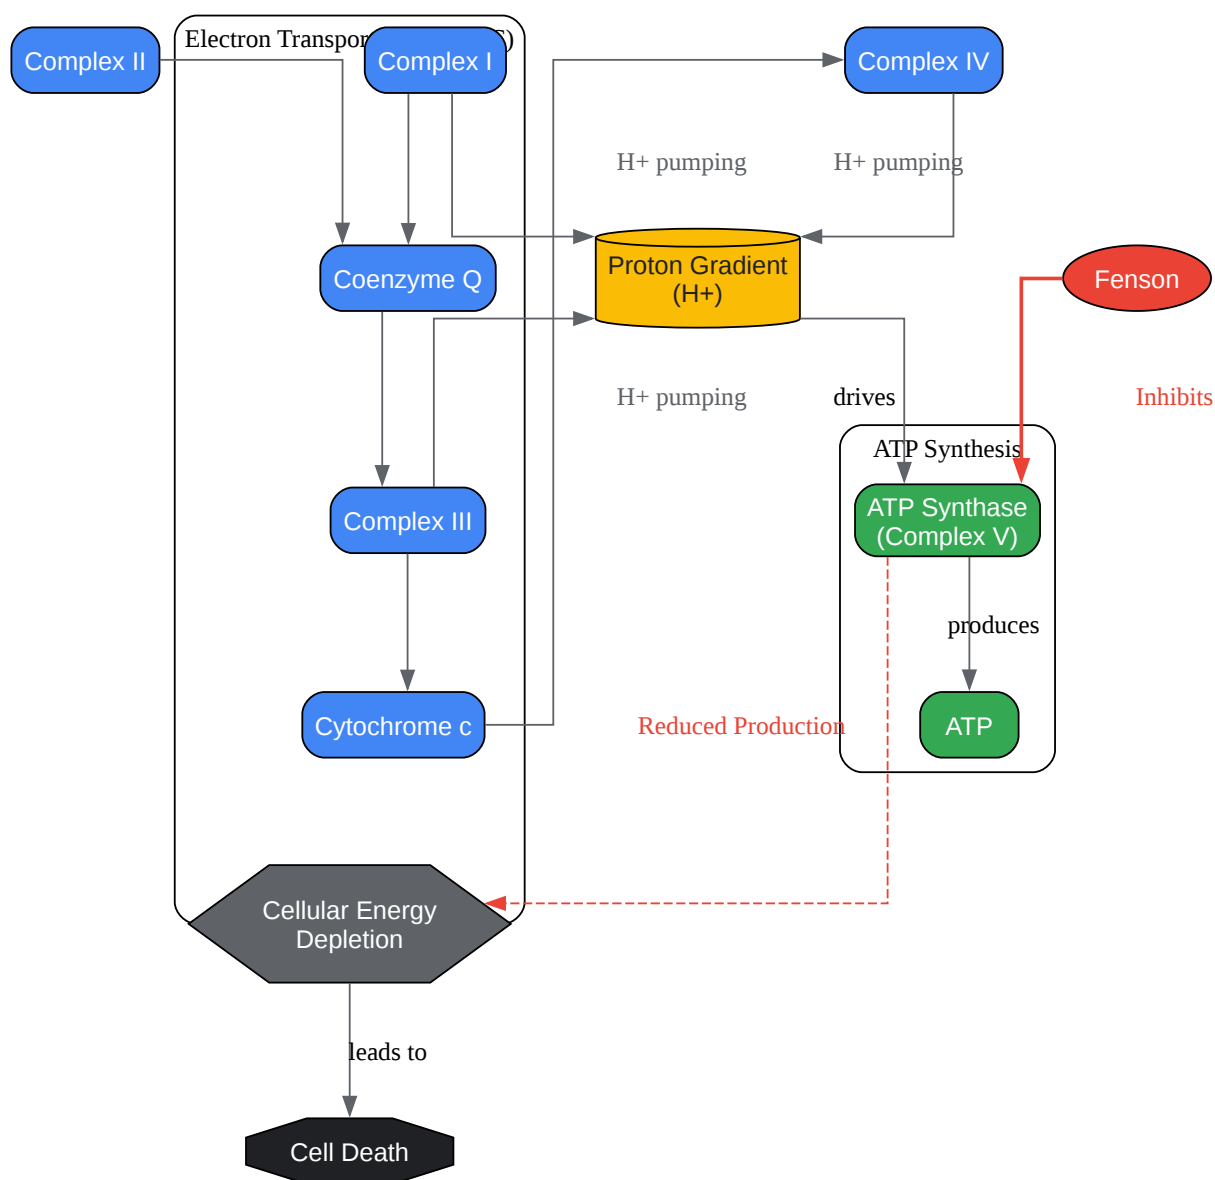 Electron Transport
Complex II
Complex I
Complex IV
H+ pumping
H+ pumping
Proton Gradient
(H+)
Coenzyme Q
Fenson
H+ pumping
drives
Inhibits
ATP Synthesis
ATP Synthase
(Complex V)
Complex III
produces
Cytochrome c
Reduced Production
ATP
Cellular Energy
Depletion
leads to
Cell Death